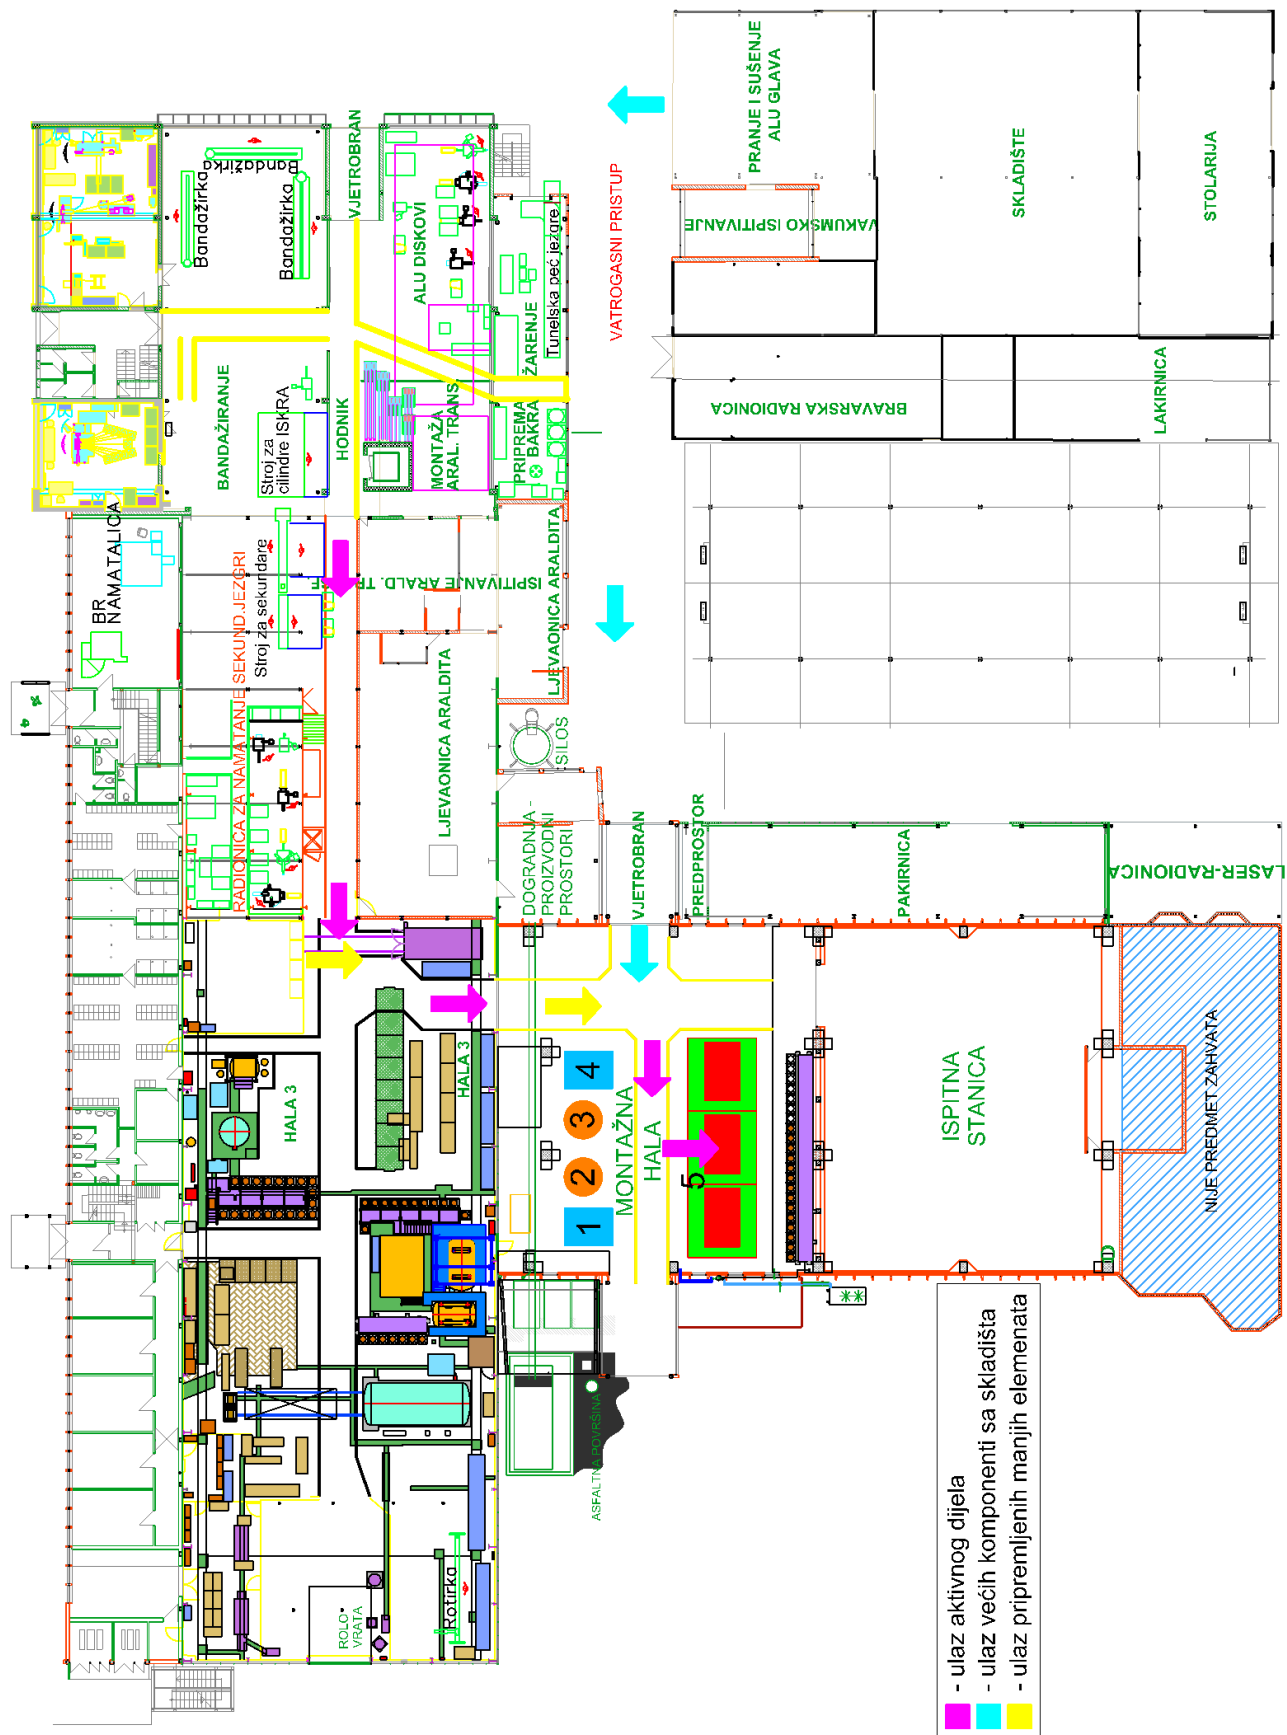 PRANJE I SUŠENJE
ALU GLAVA
SKLADIŠTE
STOLARIJA
VAKUMSKO ISPITIVANJE
VATROGASNI PRISTUP
BRAVARSKA RADIONICA
LAKIRNICA
Bandažirka
Bandažirka
Bandažirka
VJETROBRAN
ALU DISKOVI
Tunelska peć jezgre
ŽARENJE
BANDAŽIRANJE
Stroj za
cilindre ISKRA
HODNIK
MONTAŽA
ARAL. TRANS
PRIPREMA
BAKRA
BR
NAMATALICA
RADIONICA ZA NAMATANJE SEKUND.JEZGRI
Stroj za sekundare
ISPITIVANJE ARALD. TR
LJEVAONICA ARALDITA
LJEVAONICA ARALDITA
SILOS
DOGRADNJA -
PROIZVODNI
PROSTORI
VJETROBRAN
PREDPROSTOR
PAKIRNICA
LASER-RADIONICA
HALA 3
HALA 3
1
2
3
4
MONTAŽNA
HALA
5
ISPITNA
STANICA
NIJE PREDMET ZAHVATA
ASFALTNA POVRŠINA
ROLO
VRATA
Rotirka
- ulaz aktivnog dijela
- ulaz većih komponenti sa skladišta
- ulaz pripremljenih manjih elemenata